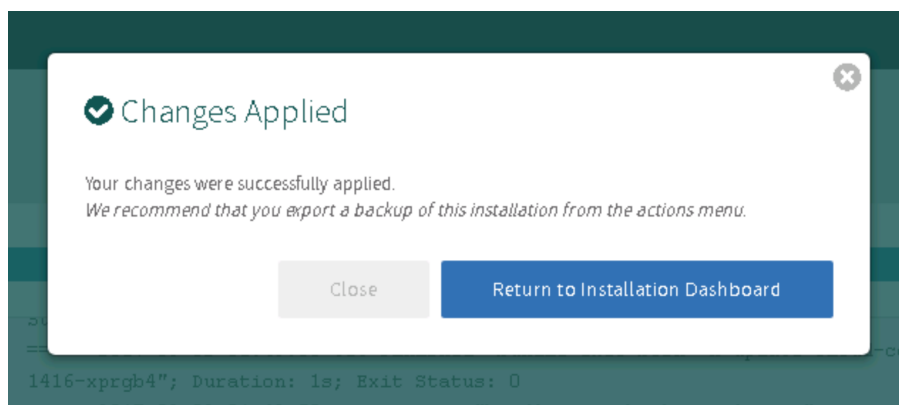 Changes Applied
Your changes were successfully applied.
We recommend that you export a backup of this installation from the actions menu.
Close
Return to Installation Dashboard
1416-xprgb4"; Duration: 1s; Exit Status: 0